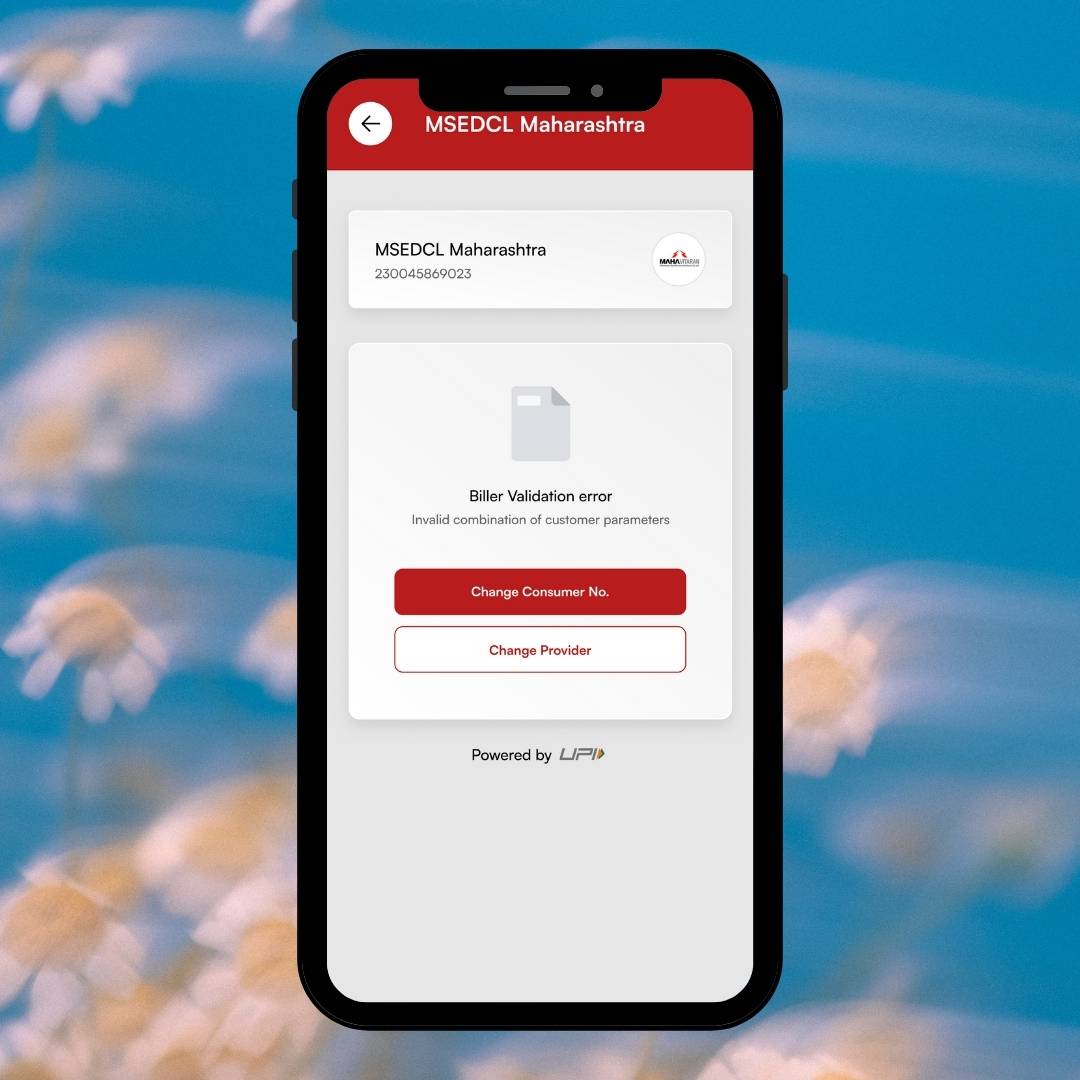 MSEDCL Maharashtra
MSEDCL Maharashtra
230045869023
MAHAVITARAN
Biller Validation error
Invalid combination of customer parameters
Change Consumer No.
Change Provider
Powered by UPI